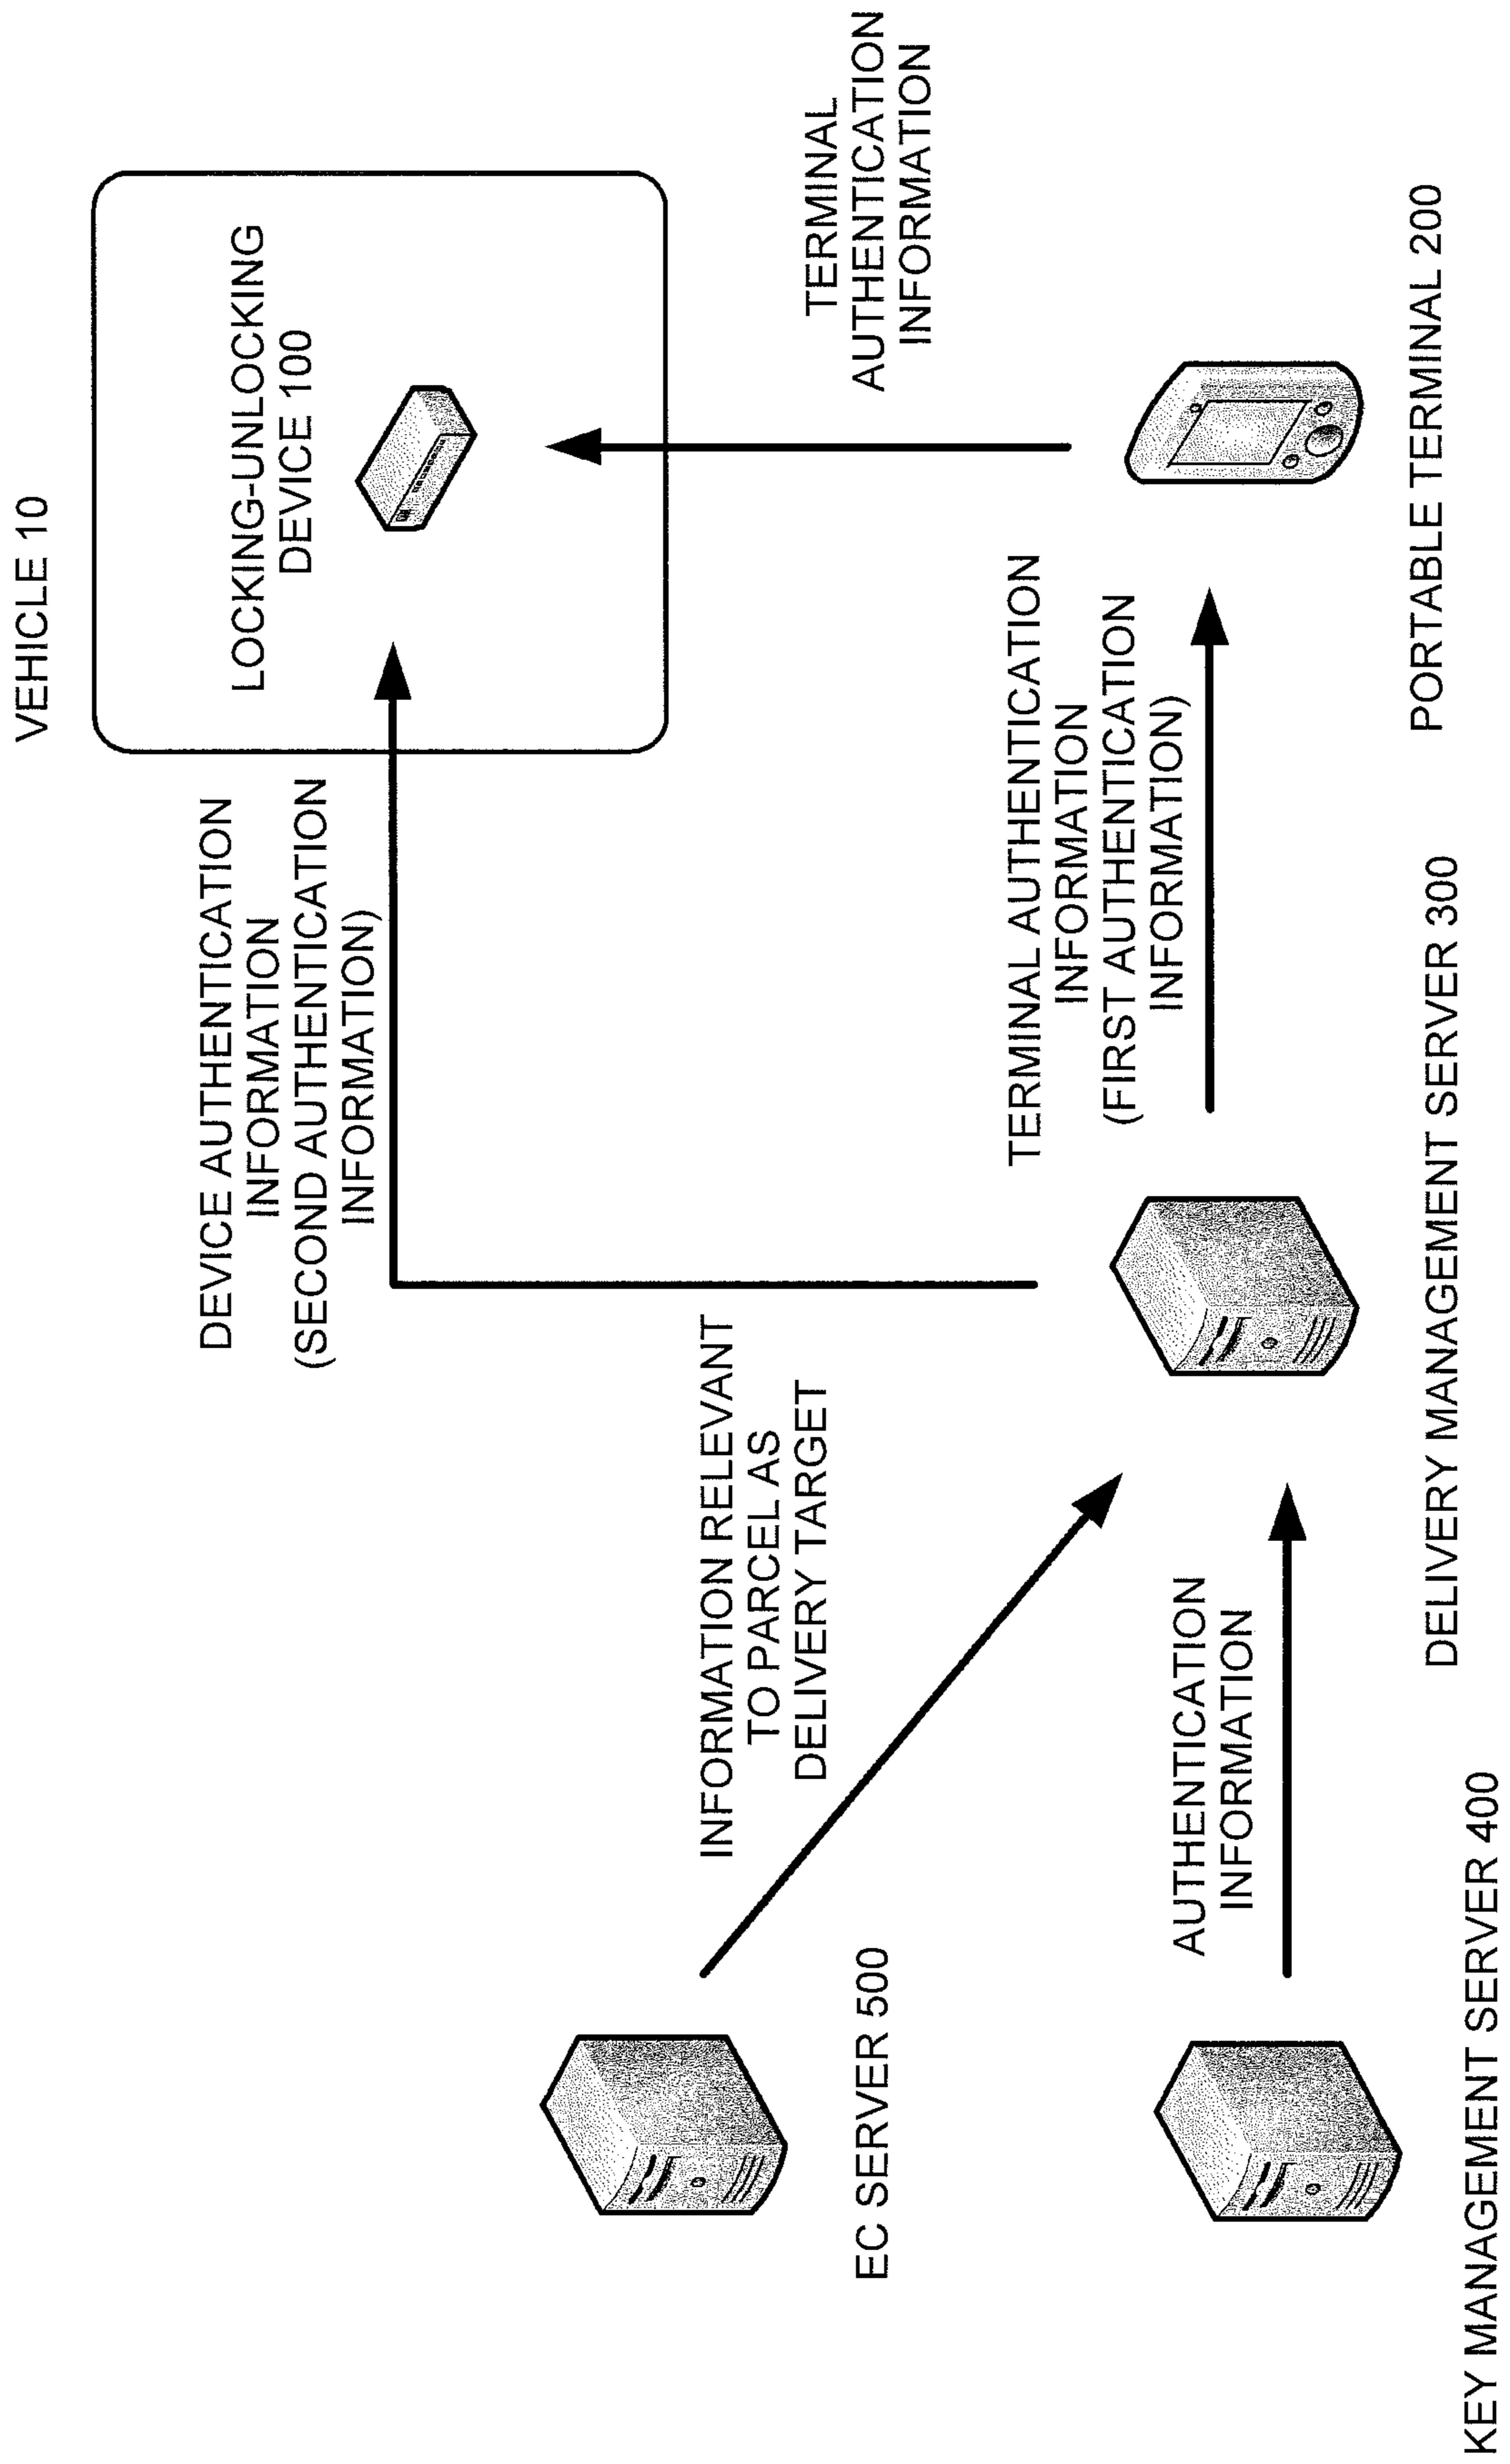 VEHICLE 10
LOCKING-UNLOCKING
DEVICE 100
DEVICE AUTHENTICATION
INFORMATION
(SECOND AUTHENTICATION
INFORMATION)
INFORMATION RELEVANT
TO PARCEL AS
DELIVERY TARGET
TERMINAL
AUTHENTICATION
INFORMATION
EC SERVER 500
TERMINAL AUTHENTICATION
INFORMATION
(FIRST AUTHENTICATION
INFORMATION)
AUTHENTICATION
INFORMATION
PORTABLE TERMINAL 200
DELIVERY MANAGEMENT SERVER 300
KEY MANAGEMENT SERVER 400